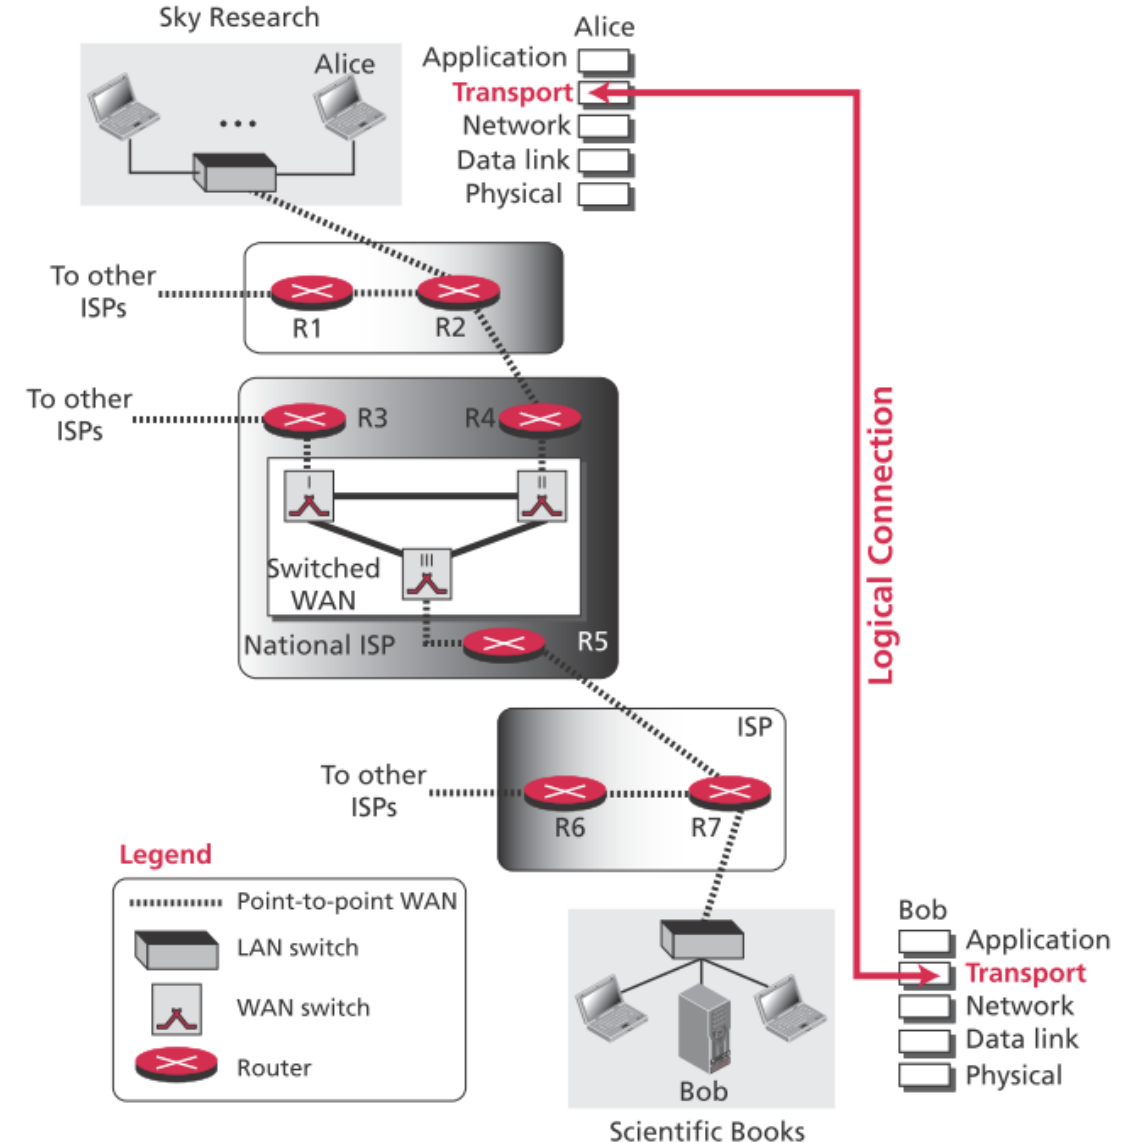 Sky Research
Alice
Alice
Application
Transport
Network
Data link
Physical
To other
ISPs
R1
R2
To other
ISPs
R3
R4
I
II
III
Switched
WAN
National ISP
R5
Logical Connection
ISP
To other
ISPs
R6
R7
Legend
Point-to-point WAN
LAN switch
WAN switch
Router
Bob
Application
Transport
Network
Data link
Physical
Bob
Scientific Books